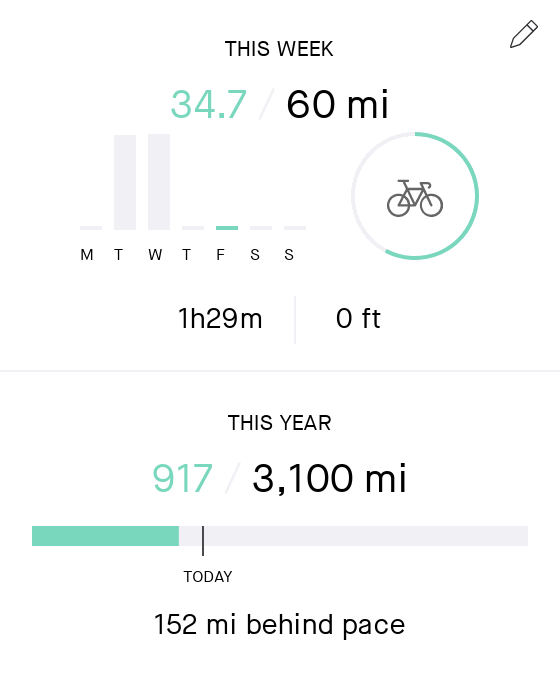 THIS WEEK
34.7 / 60 mi
M T W T F S S
1h29m 0 ft
THIS YEAR
917 / 3,100 mi
TODAY
152 mi behind pace